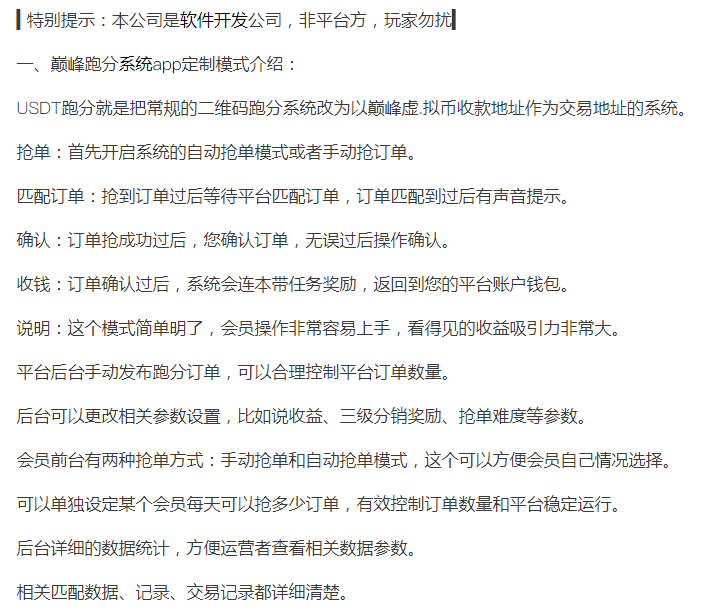 ▎特别提示：本公司是软件开发公司，非平台方，玩家勿扰▎
一、巅峰跑分系统app定制模式介绍：
USDT跑分就是把常规的二维码跑分系统改为以巅峰虚.拟币收款地址作为交易地址的系统。
抢单：首先开启系统的自动抢单模式或者手动抢订单。
匹配订单：抢到订单过后等待平台匹配订单，订单匹配到过后有声音提示。
确认：订单抢成功过后，您确认订单，无误过后操作确认。
收钱：订单确认过后，系统会连本带任务奖励，返回到您的平台账户钱包。
说明：这个模式简单明了，会员操作非常容易上手，看得见的收益吸引力非常大。
平台后台手动发布跑分订单，可以合理控制平台订单数量。
后台可以更改相关参数设置，比如说收益、三级分销奖励、抢单难度等参数。
会员前台有两种抢单方式：手动抢单和自动抢单模式，这个可以方便会员自己情况选择。
可以单独设定某个会员每天可以抢多少订单，有效控制订单数量和平台稳定运行。
后台详细的数据统计，方便运营者查看相关数据参数。
相关匹配数据、记录、交易记录都详细清楚。